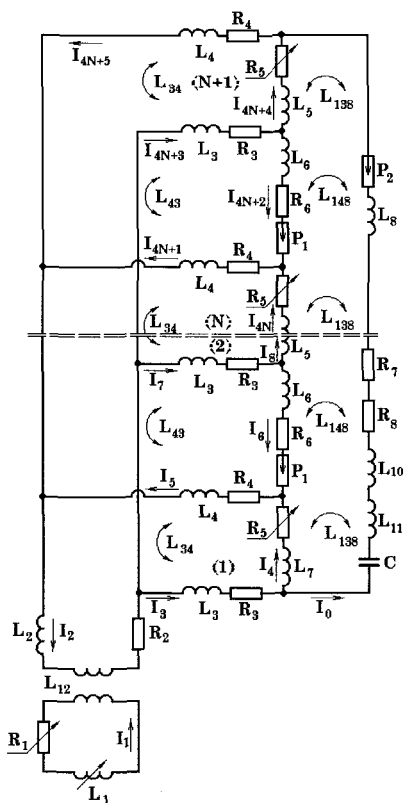 R₄
L₄
I₄ₙ₊₅
R₅
L₃₄
(N+1)
L₁₃₈
I₄ₙ₊₄
L₅
I₄ₙ₊₃
L₃
R₃
L₆
P₂
L₄₃
I₄ₙ₊₂
R₆
L₁₄₈
L₈
P₁
I₄ₙ₊₁
L₄
R₄
R₅
L₃₄
(N)
I₄ₙ
L₁₃₈
(2)
I₈
L₅
I₇
L₃
R₃
R₇
L₆
L₄₃
I₆
R₆
L₁₄₈
R₈
P₁
L₁₀
I₅
R₄
L₄
R₅
L₁₁
L₃₄
L₁₃₈
(1)
I₄
L₇
C
I₃
L₃
R₃
I₀
L₂
I₂
R₂
L₁₂
R₁
I₁
L₁